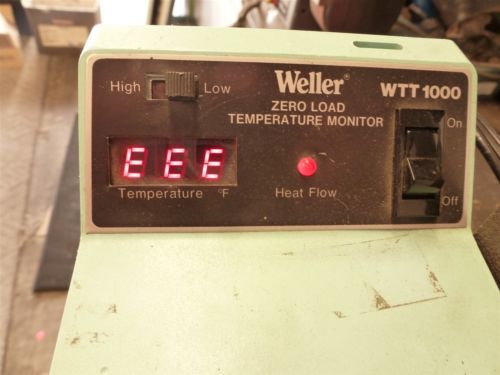 High Low
Weller®
WTT 1000
ZERO LOAD
TEMPERATURE MONITOR
On
EEE
Temperature °F
Heat Flow
Off